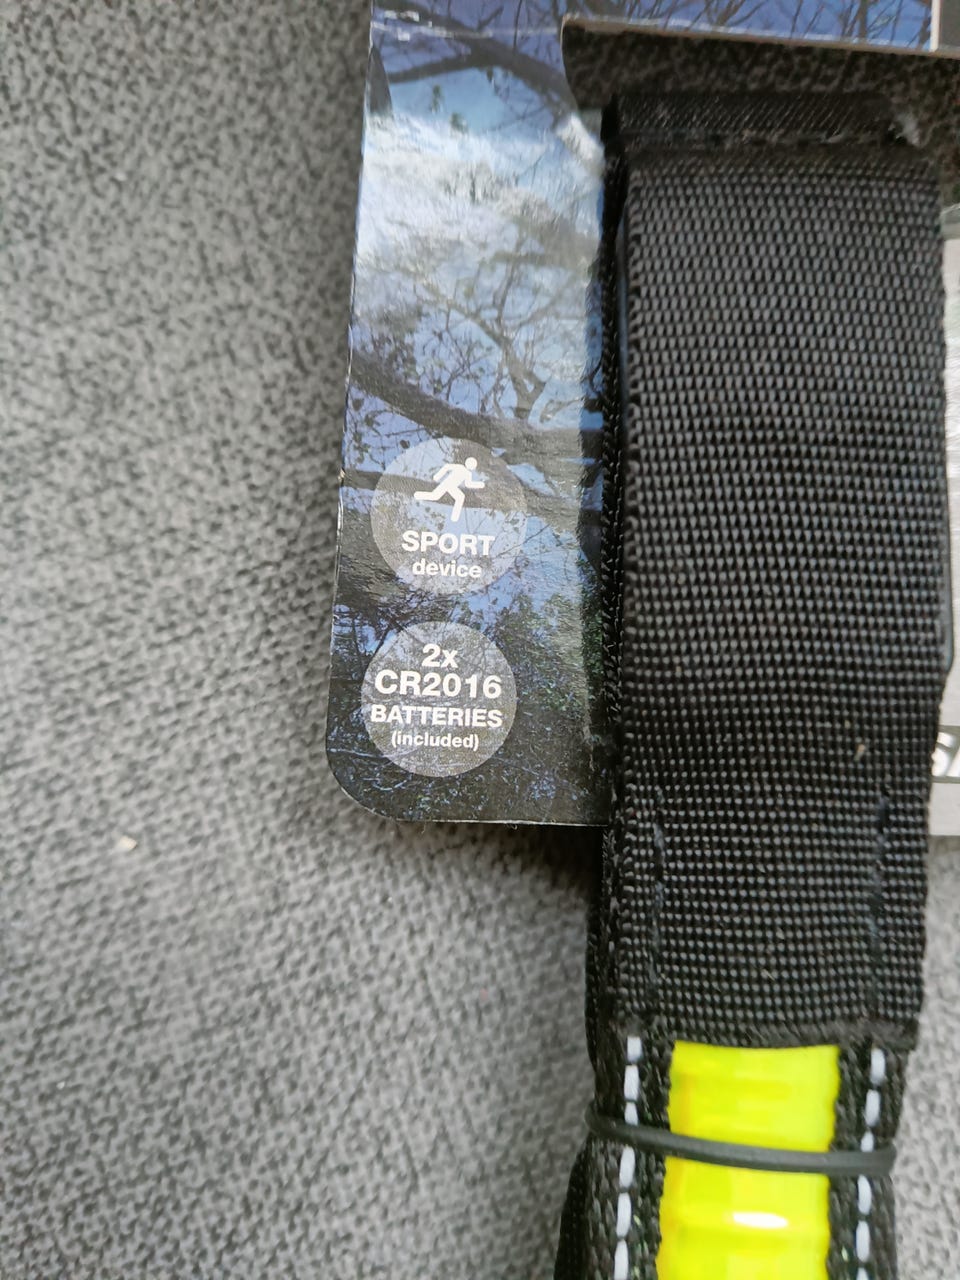 SPORT
device
2x
CR2016
BATTERIES
(included)